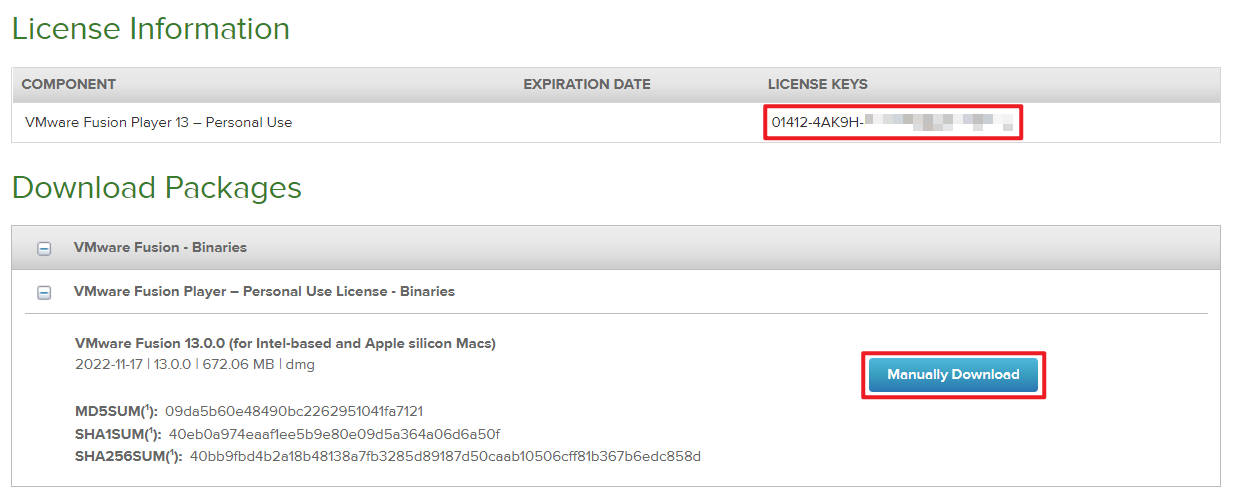 License Information
COMPONENT EXPIRATION DATE LICENSE KEYS
VMware Fusion Player 13 – Personal Use 01412-4AK9H-
Download Packages
VMware Fusion - Binaries
VMware Fusion Player – Personal Use License - Binaries
VMware Fusion 13.0.0 (for Intel-based and Apple silicon Macs)
2022-11-17 | 13.0.0 | 672.06 MB | dmg
Manually Download
MD5SUM(¹): 09da5b60e48490bc2262951041fa7121
SHA1SUM(¹): 40eb0a974eaaf1ee5b9e80e09d5a364a06d6a50f
SHA256SUM(¹): 40bb9fbd4b2a18b48138a7fb3285d89187d50caab10506cff81b367b6edc858d